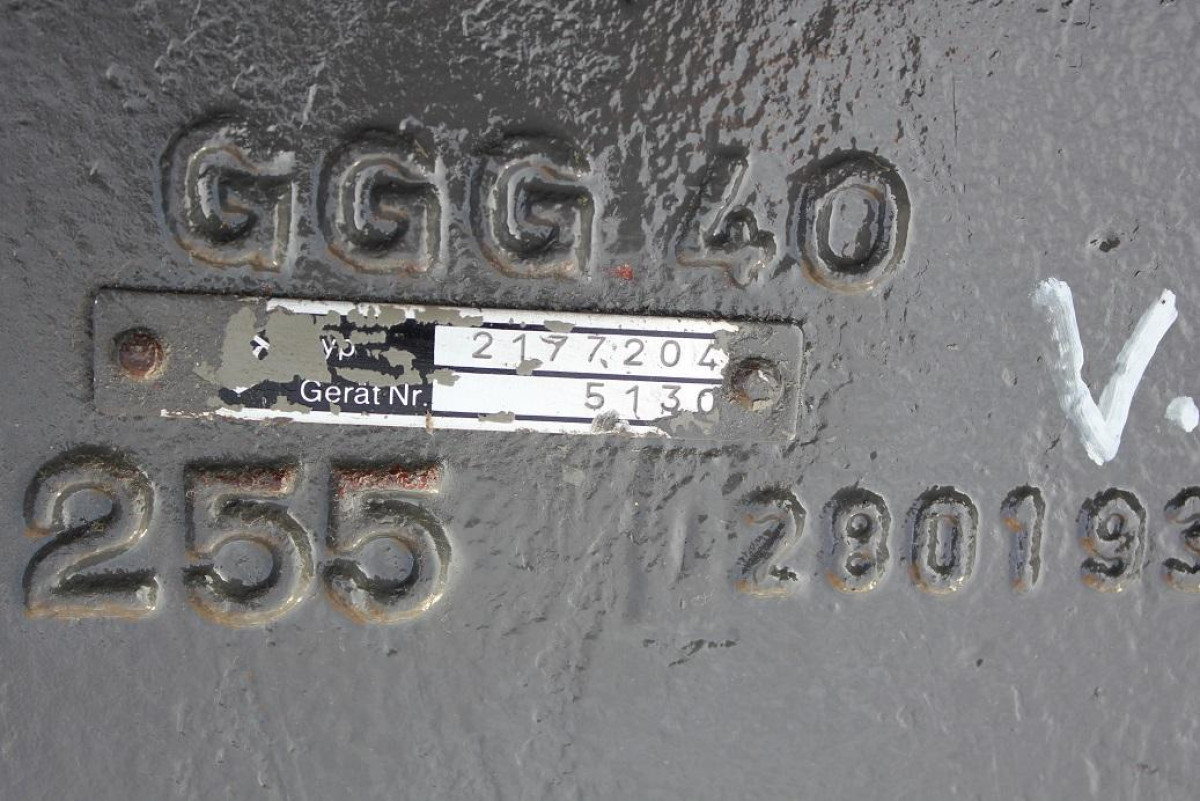 GGG 40
yp 2177204
Gerät Nr. 5130
V.
255 280193